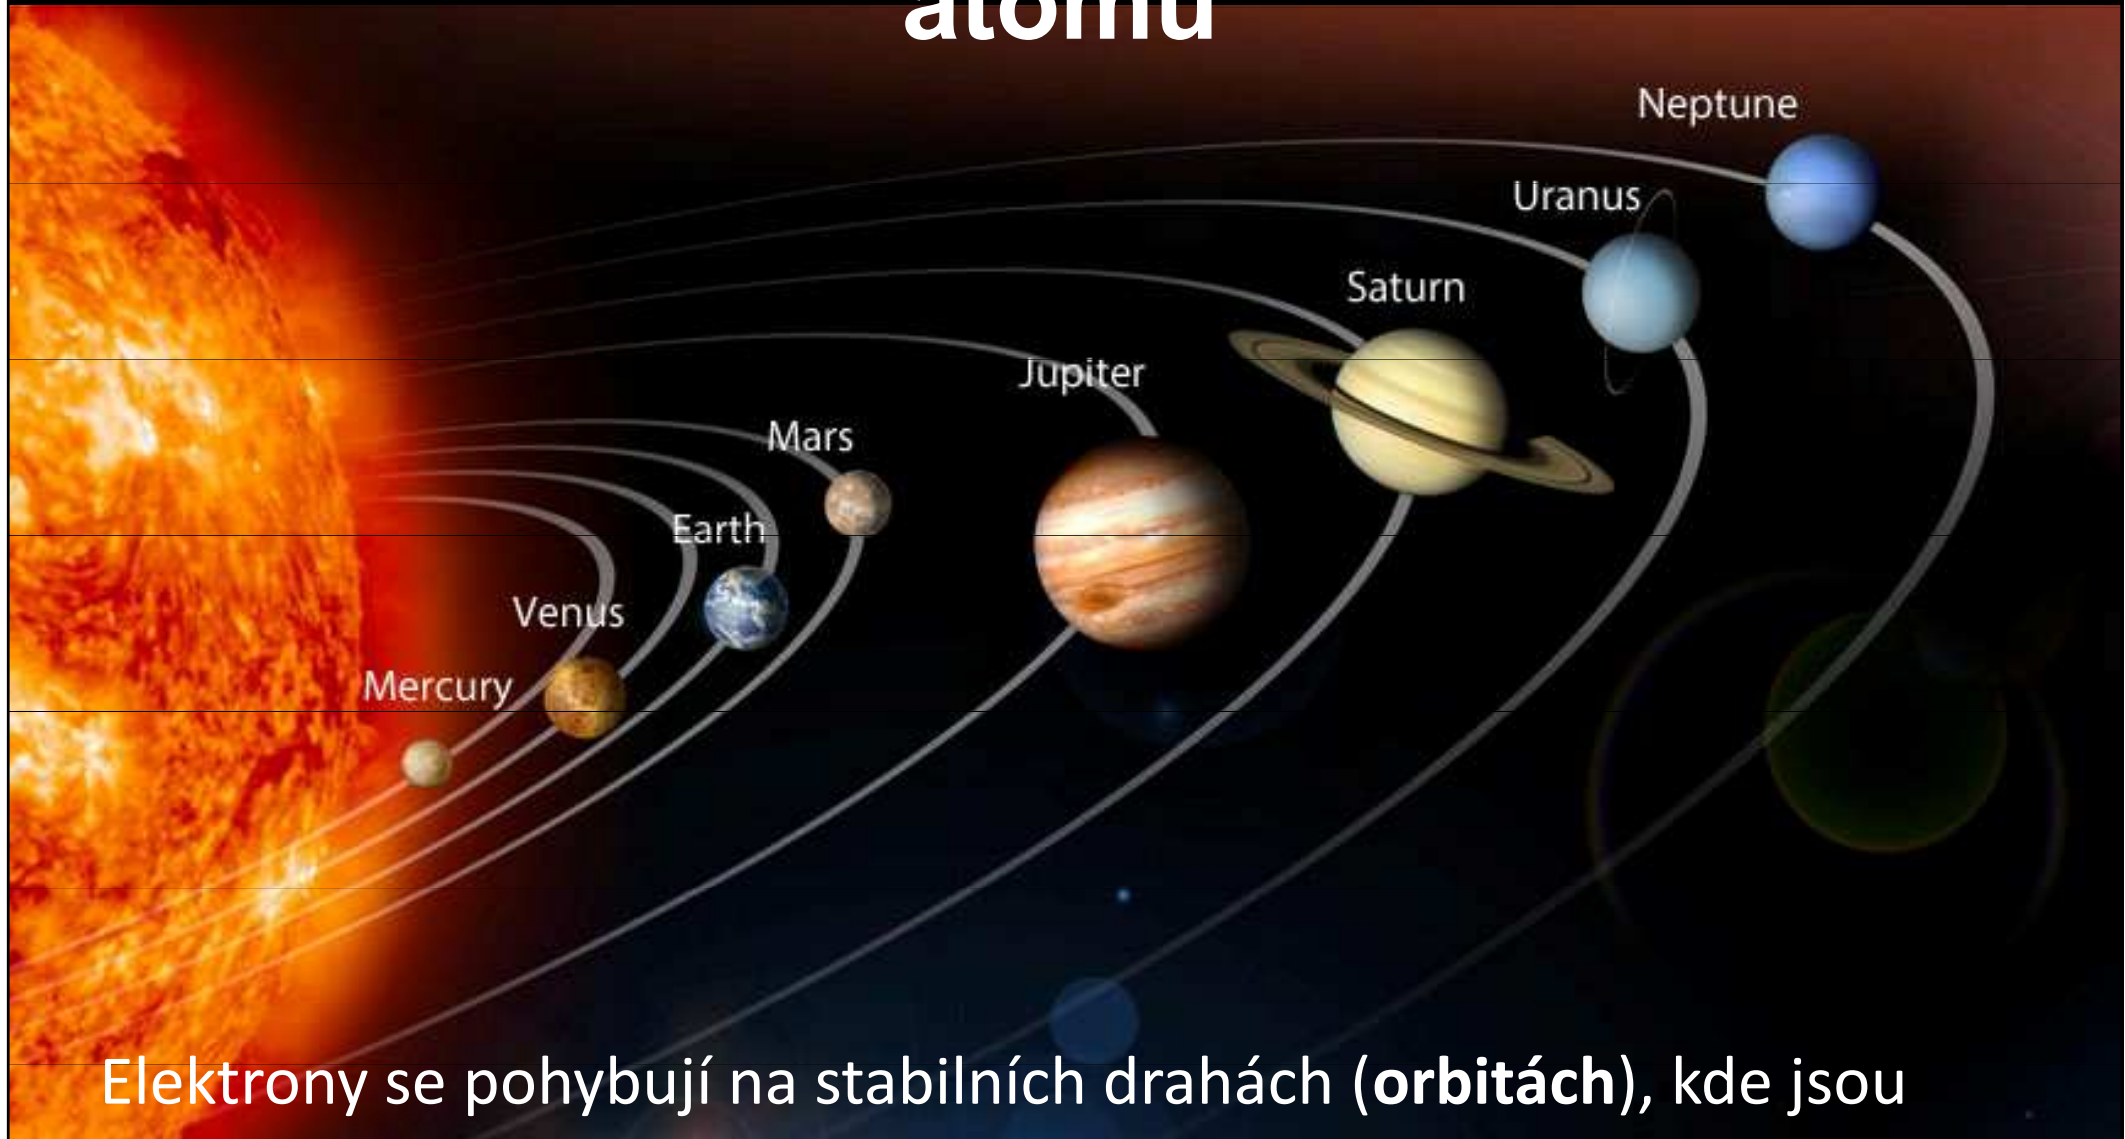 atomu
Neptune
Uranus
Saturn
Jupiter
Mars
Earth
Venus
Mercury
Elektrony se pohybují na stabilních drahách (orbitách), kde jsou